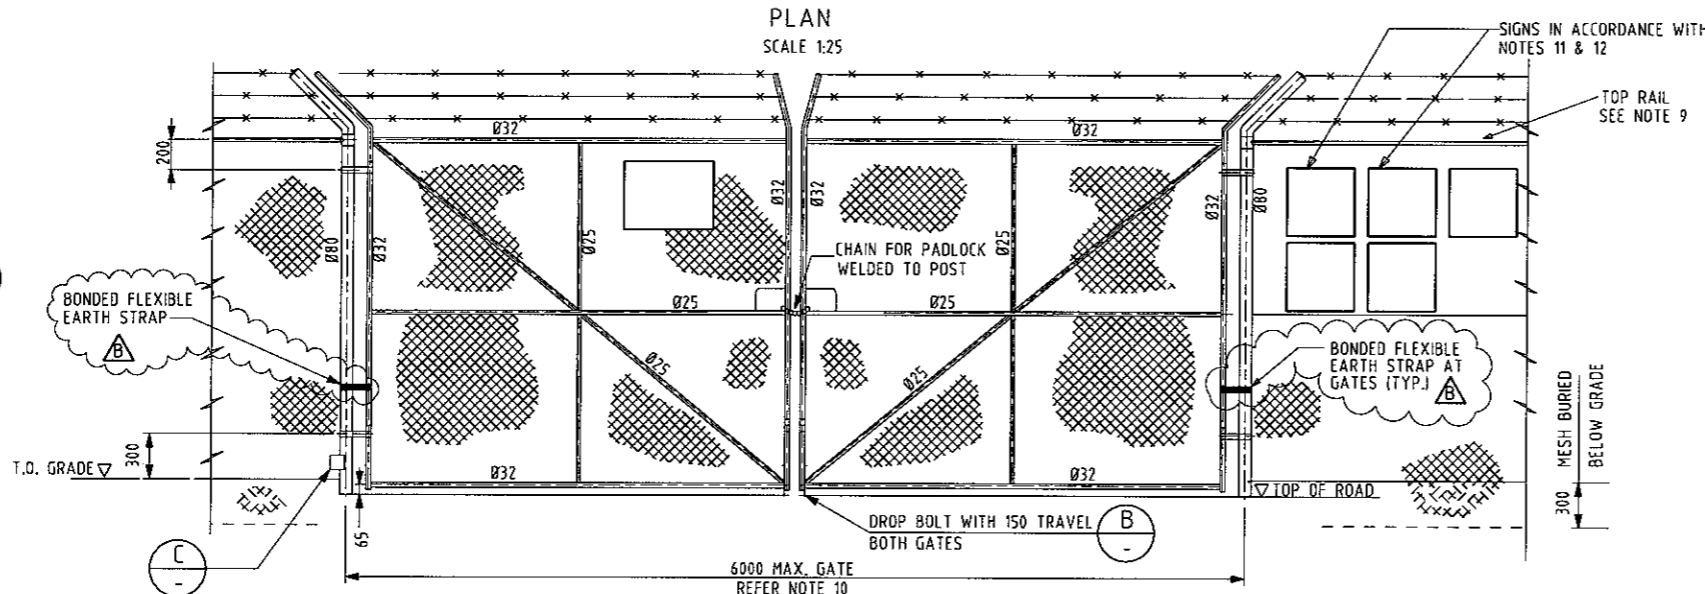 PLAN
SCALE 1:25
SIGNS IN ACCORDANCE WITH
NOTES 11 & 12
TOP RAIL
SEE NOTE 9
Ø32
Ø32
200
Ø80
Ø32
Ø25
Ø32
Ø32
Ø25
Ø32
Ø80
CHAIN FOR PADLOCK
WELDED TO POST
Ø25
Ø25
BONDED FLEXIBLE
EARTH STRAP
B
BONDED FLEXIBLE
EARTH STRAP AT
GATES (TYP.)
B
Ø25
Ø25
MESH BURIED
BELOW GRADE
300
T.O. GRADE
Ø32
Ø32
TOP OF ROAD
300
65
DROP BOLT WITH 150 TRAVEL
BOTH GATES
B
-
C
-
6000 MAX. GATE
REFER NOTE 10